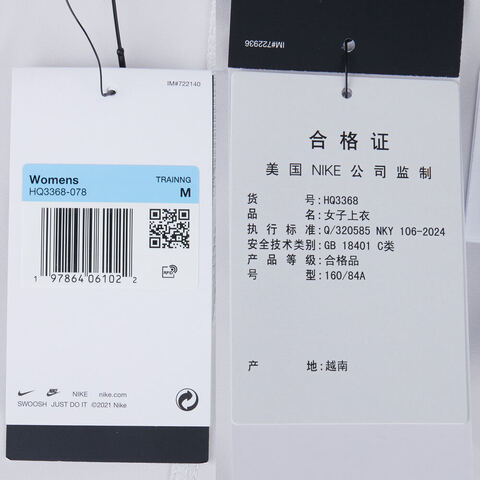 IM#722140
Womens
HQ3368-078
TRAINNG
M
1 97864 06102 2
RFID
NIKE nike.com
SWOOSH JUST DO IT ©2021 Nike
M
IM#722936
合格证
美国 NIKE 公司监制
货 号:HQ3368
品 名:女子上衣
执行标准:Q/320585 NKY 106-2024
安全技术类别:GB 18401 C类
产品等级:合格品
号 型:160/84A
产 地:越南